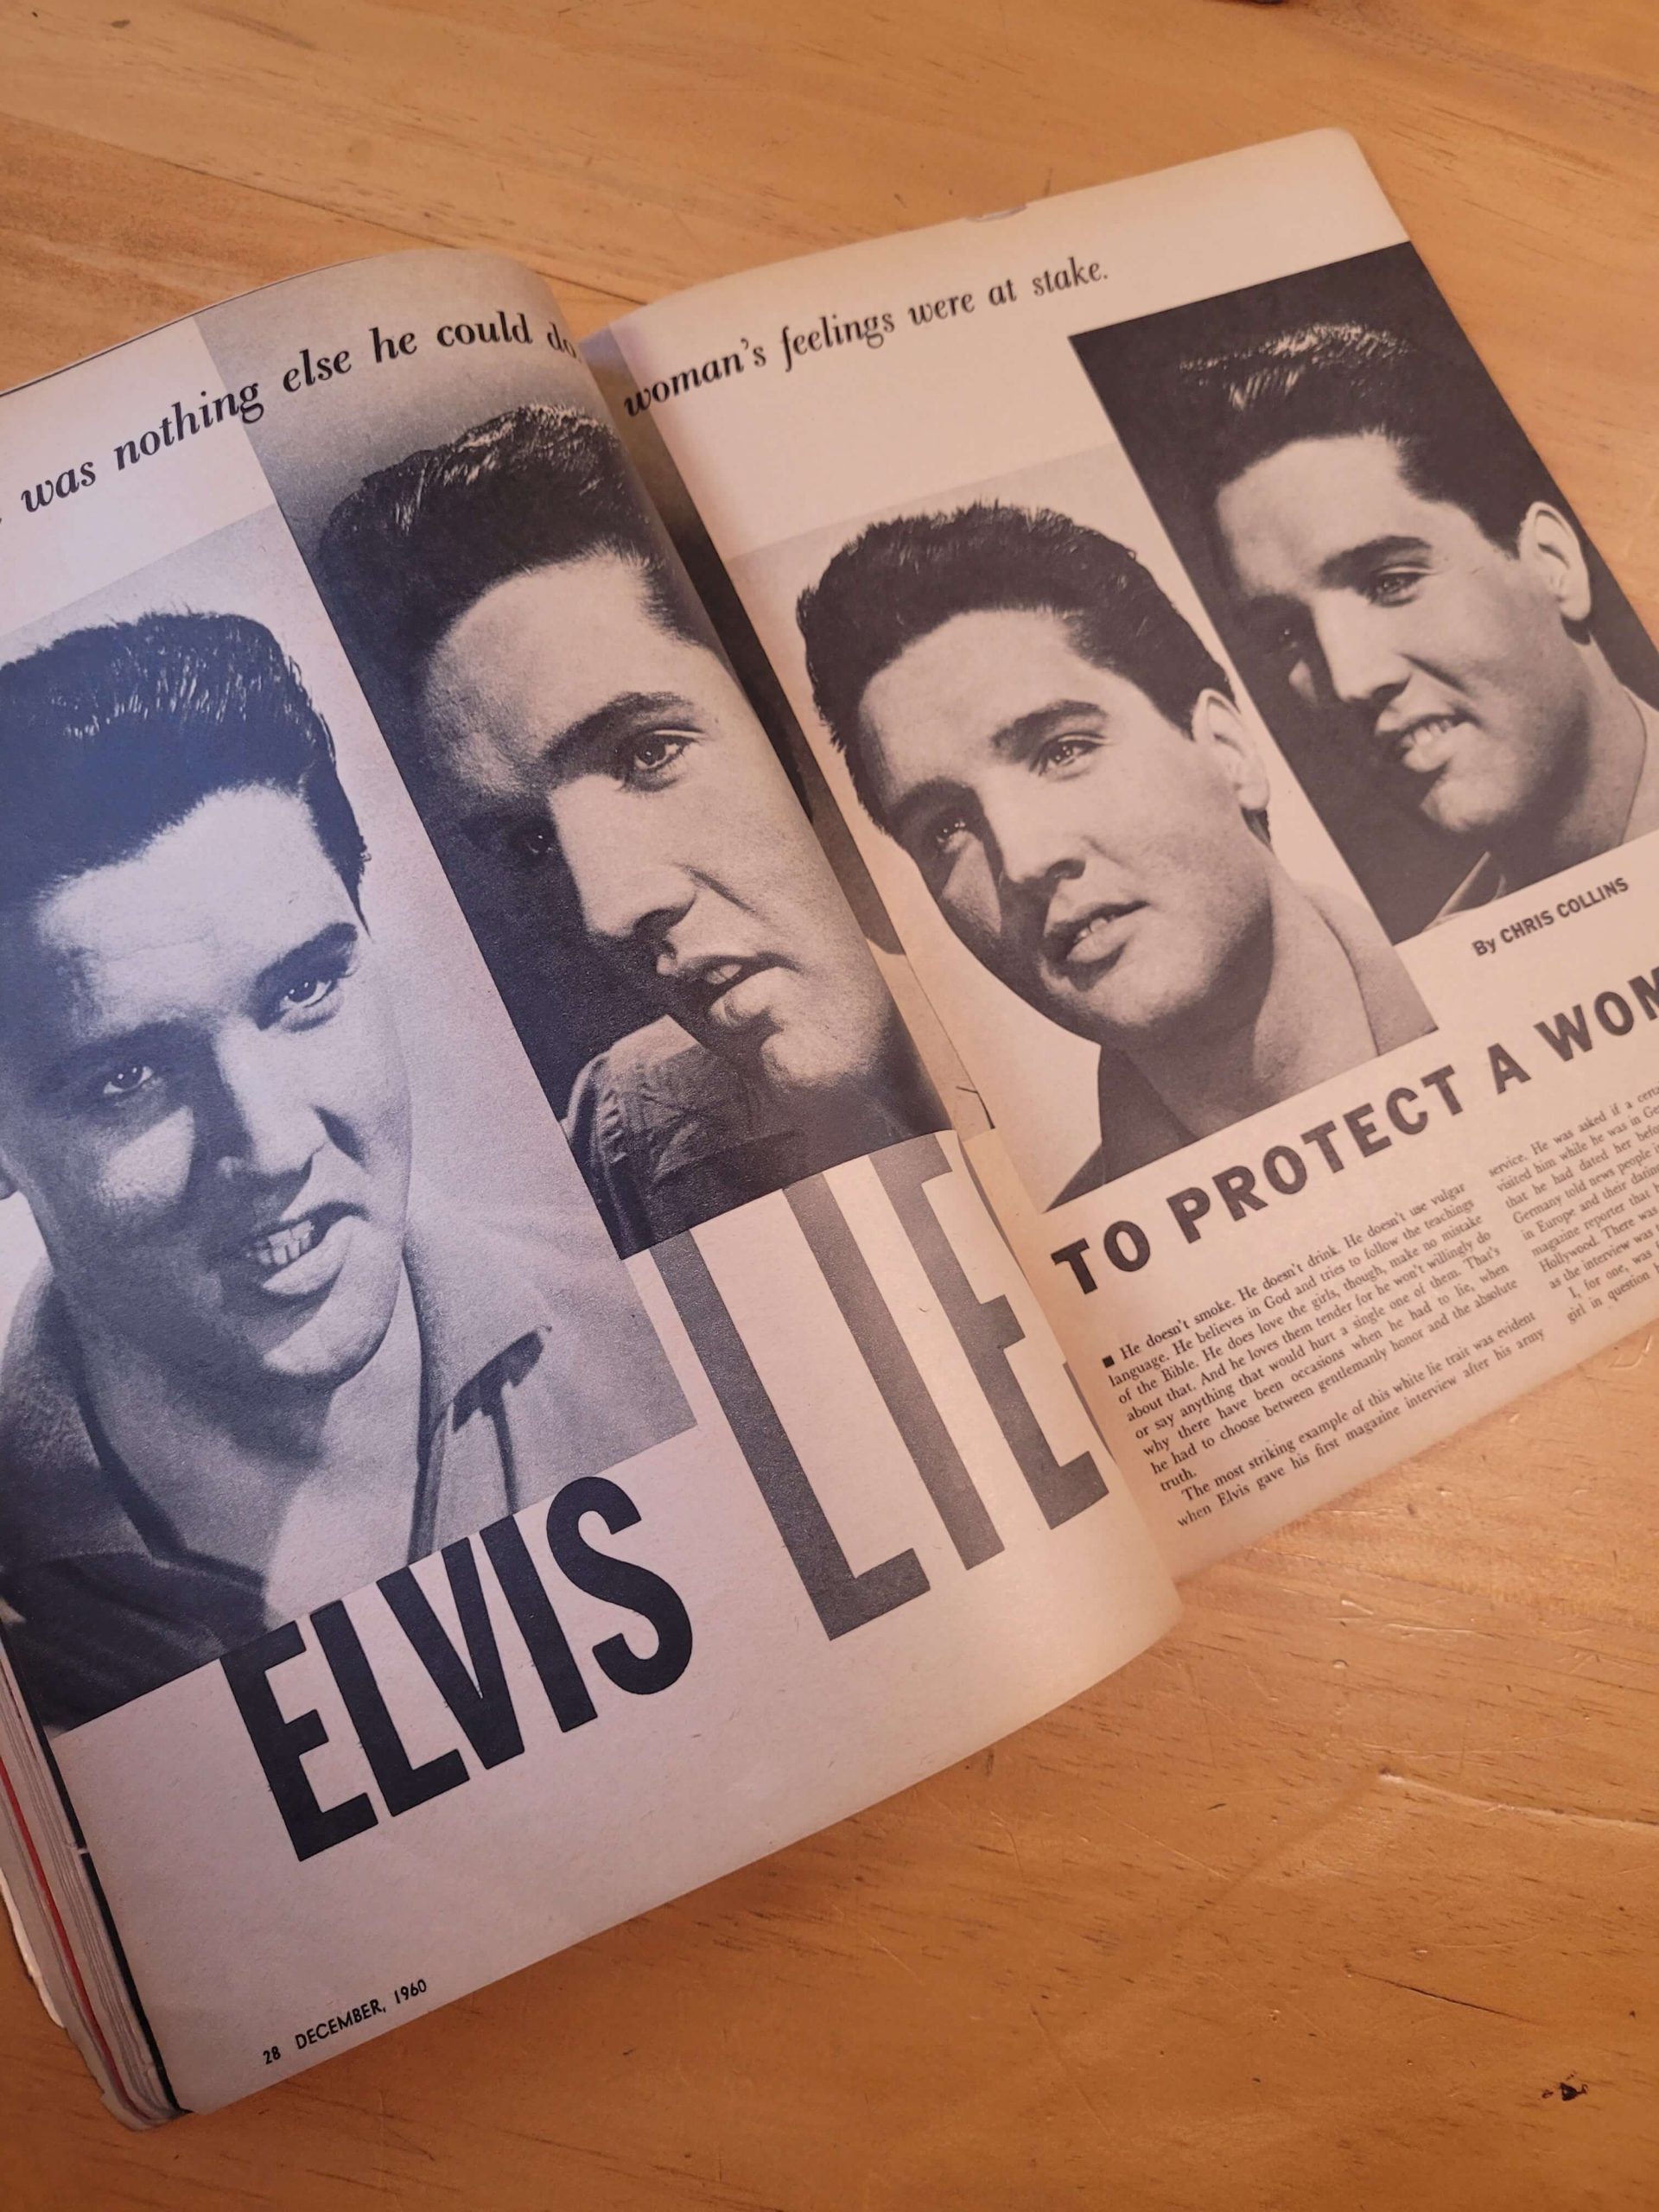 was nothing else he could do,
woman's feelings were at stake.
By CHRIS COLLINS
ELVIS LIE
TO PROTECT A WOM
■ He doesn't smoke. He doesn't drink. He doesn't use vulgar
language. He believes in God and tries to follow the teachings
of the Bible. He does love the girls, though, make no mistake
about that. And he loves them tender for he won't willingly do
or say anything that would hurt a single one of them. That's
why there have been occasions when he had to lie, when
he had to choose between gentlemanly honor and the absolute
truth.
The most striking example of this white lie trait was evident
when Elvis gave his first magazine interview after his army
service. He was asked if a certa
visited him while he was in Ge
that he had dated her befo
Germany told news people i
in Europe and their dating
magazine reporter that h
Hollywood. There was
as the interview was
I, for one, was
girl in question h
28 DECEMBER, 1960